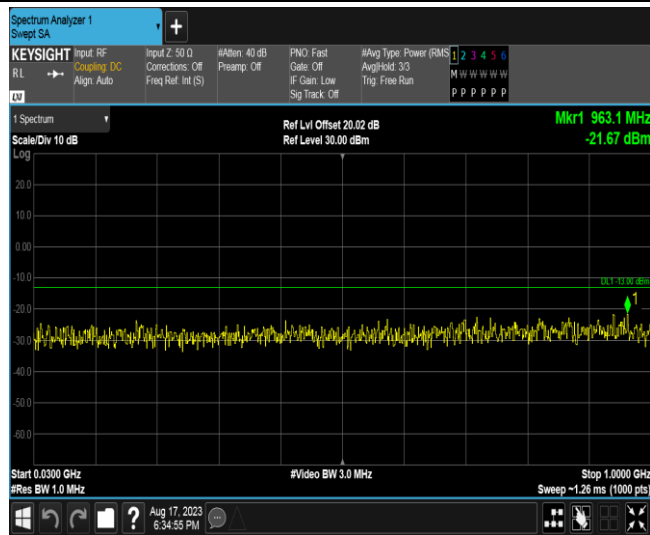 Spectrum Analyzer 1
Swept SA
KEYSIGHT
RL
LXI
Input: RF
Coupling: DC
Align: Auto
Input Z: 50 Ω
Corrections: Off
Freq Ref: Int (S)
#Atten: 40 dB
Preamp: Off
PNO: Fast
Gate: Off
IF Gain: Low
Sig Track: Off
#Avg Type: Power (RMS
Avg|Hold: 3/3
Trig: Free Run
1 2 3 4 5 6
M W W W W W
P P P P P P
1 Spectrum
Scale/Div 10 dB
Log
Ref Lvl Offset 20.02 dB
Ref Level 30.00 dBm
Mkr1 963.1 MHz
-21.67 dBm
20.0
10.0
0.00
-10.0
DL1 -13.00 dBm
1
-20.0
-30.0
-40.0
-50.0
-60.0
Start 0.0300 GHz
#Video BW 3.0 MHz
Stop 1.0000 GHz
#Res BW 1.0 MHz
Sweep ~1.26 ms (1000 pts)
?
Aug 17, 2023
6:34:55 PM